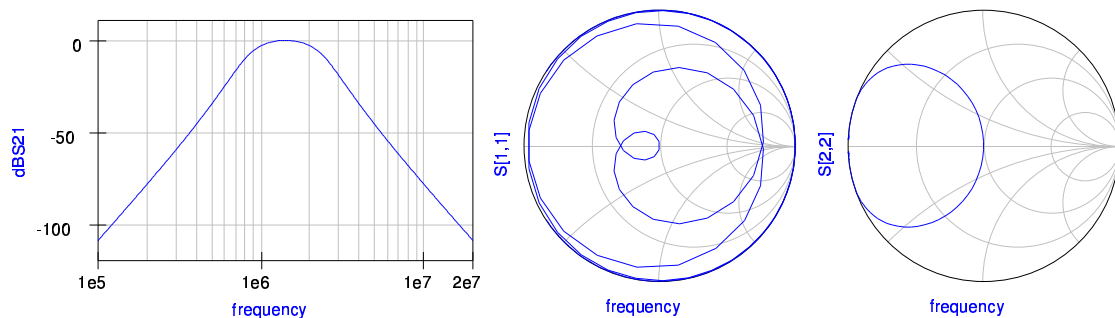 dBS21
0
-50
-100
1e5
1e6
1e7
2e7
frequency
S[1,1]
frequency
S[2,2]
frequency